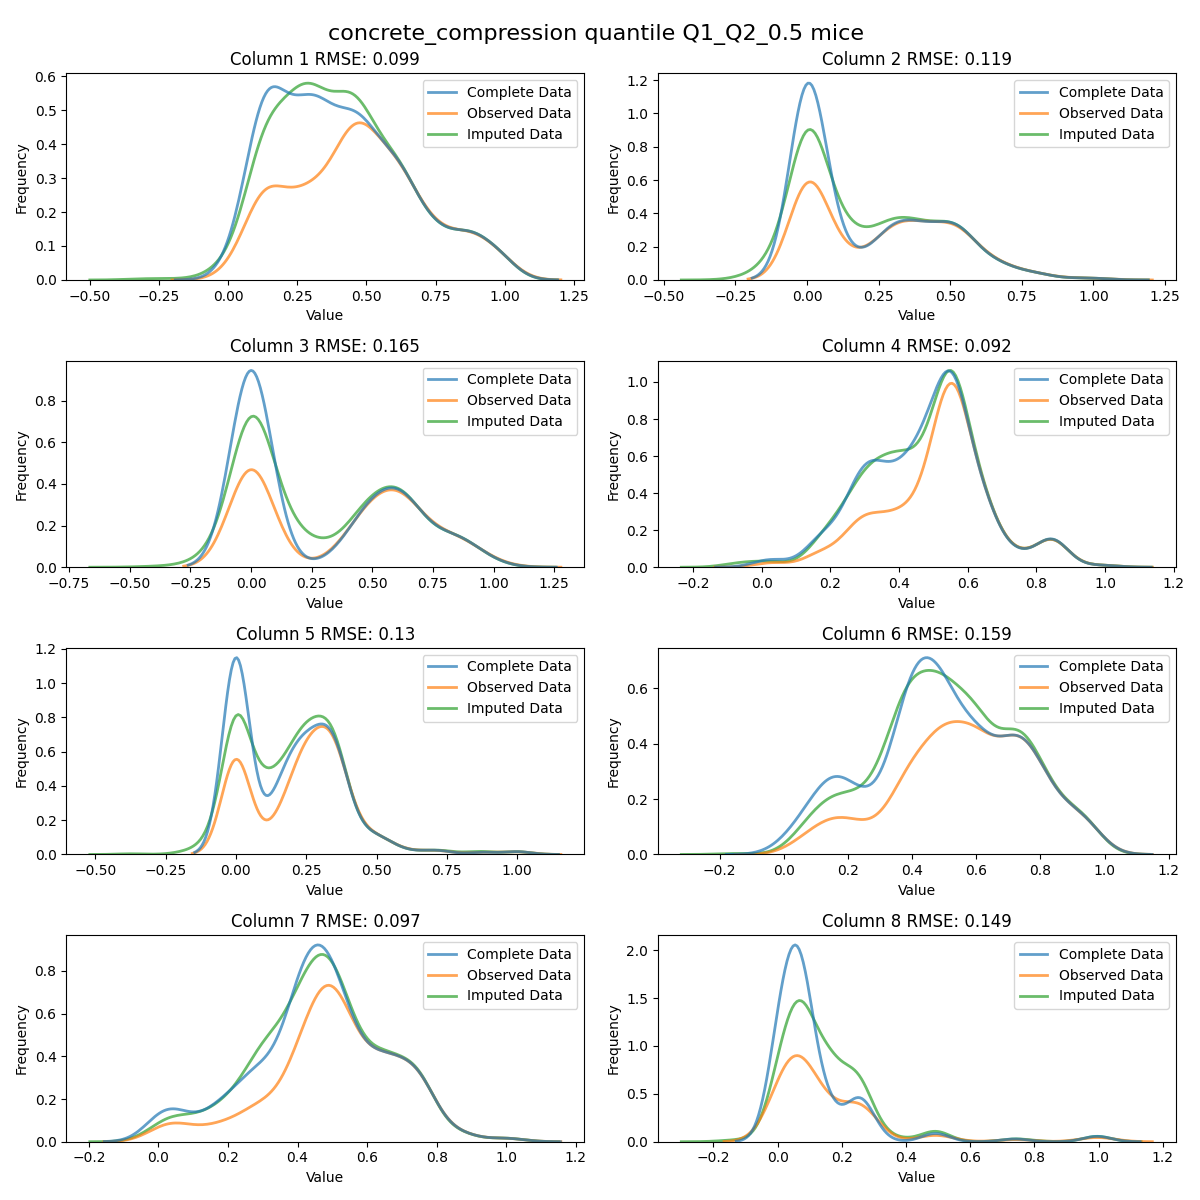 concrete_compression quantile Q1_Q2_0.5 mice
Column 1 RMSE: 0.099
Column 2 RMSE: 0.119
0.6
0.5
0.4
0.3
0.2
0.1
0.0
Frequency
Complete Data
Observed Data
Imputed Data
−0.50 −0.25 0.00 0.25 0.50 0.75 1.00 1.25
Value
1.2
1.0
0.8
0.6
0.4
0.2
0.0
Frequency
Complete Data
Observed Data
Imputed Data
−0.50 −0.25 0.00 0.25 0.50 0.75 1.00 1.25
Value
Column 3 RMSE: 0.165
Column 4 RMSE: 0.092
0.8
0.6
0.4
0.2
0.0
Frequency
Complete Data
Observed Data
Imputed Data
−0.75 −0.50 −0.25 0.00 0.25 0.50 0.75 1.00 1.25
Value
1.0
0.8
0.6
0.4
0.2
0.0
Frequency
Complete Data
Observed Data
Imputed Data
−0.2 0.0 0.2 0.4 0.6 0.8 1.0 1.2
Value
Column 5 RMSE: 0.13
Column 6 RMSE: 0.159
1.2
1.0
0.8
0.6
0.4
0.2
0.0
Frequency
Complete Data
Observed Data
Imputed Data
−0.50 −0.25 0.00 0.25 0.50 0.75 1.00
Value
0.6
0.4
0.2
0.0
Frequency
Complete Data
Observed Data
Imputed Data
−0.2 0.0 0.2 0.4 0.6 0.8 1.0 1.2
Value
Column 7 RMSE: 0.097
Column 8 RMSE: 0.149
0.8
0.6
0.4
0.2
0.0
Frequency
Complete Data
Observed Data
Imputed Data
−0.2 0.0 0.2 0.4 0.6 0.8 1.0 1.2
Value
2.0
1.5
1.0
0.5
0.0
Frequency
Complete Data
Observed Data
Imputed Data
−0.2 0.0 0.2 0.4 0.6 0.8 1.0 1.2
Value